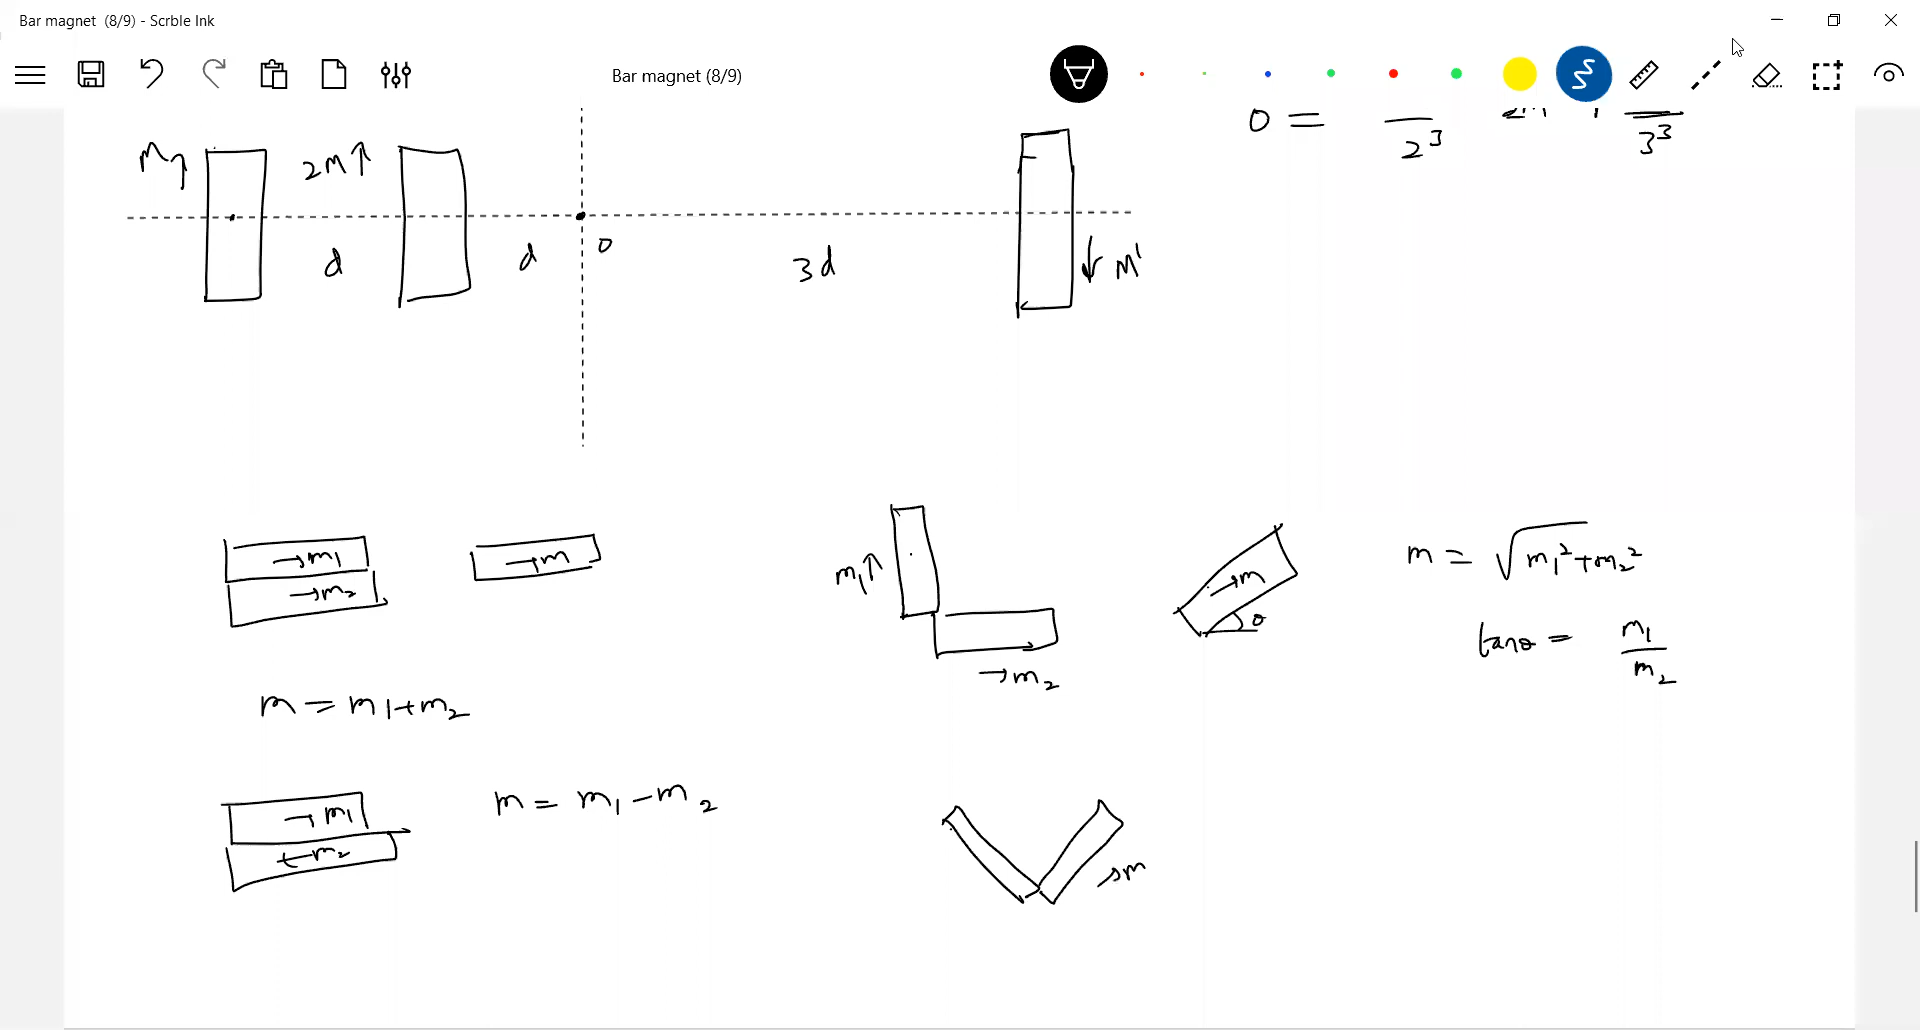 Bar magnet (8/9) - Scrble Ink
Bar magnet (8/9)
0 =
2³
3³
M↑
2M↑
d
d
0
3d
↓ M'
→m₁
→m₂
→m
m₁↑
→m₂
→m
θ
m = √m₁²+m₂²
tanθ = m₁/m₂
m = m₁+m₂
→m₁
←m₂
m = m₁-m₂
→m